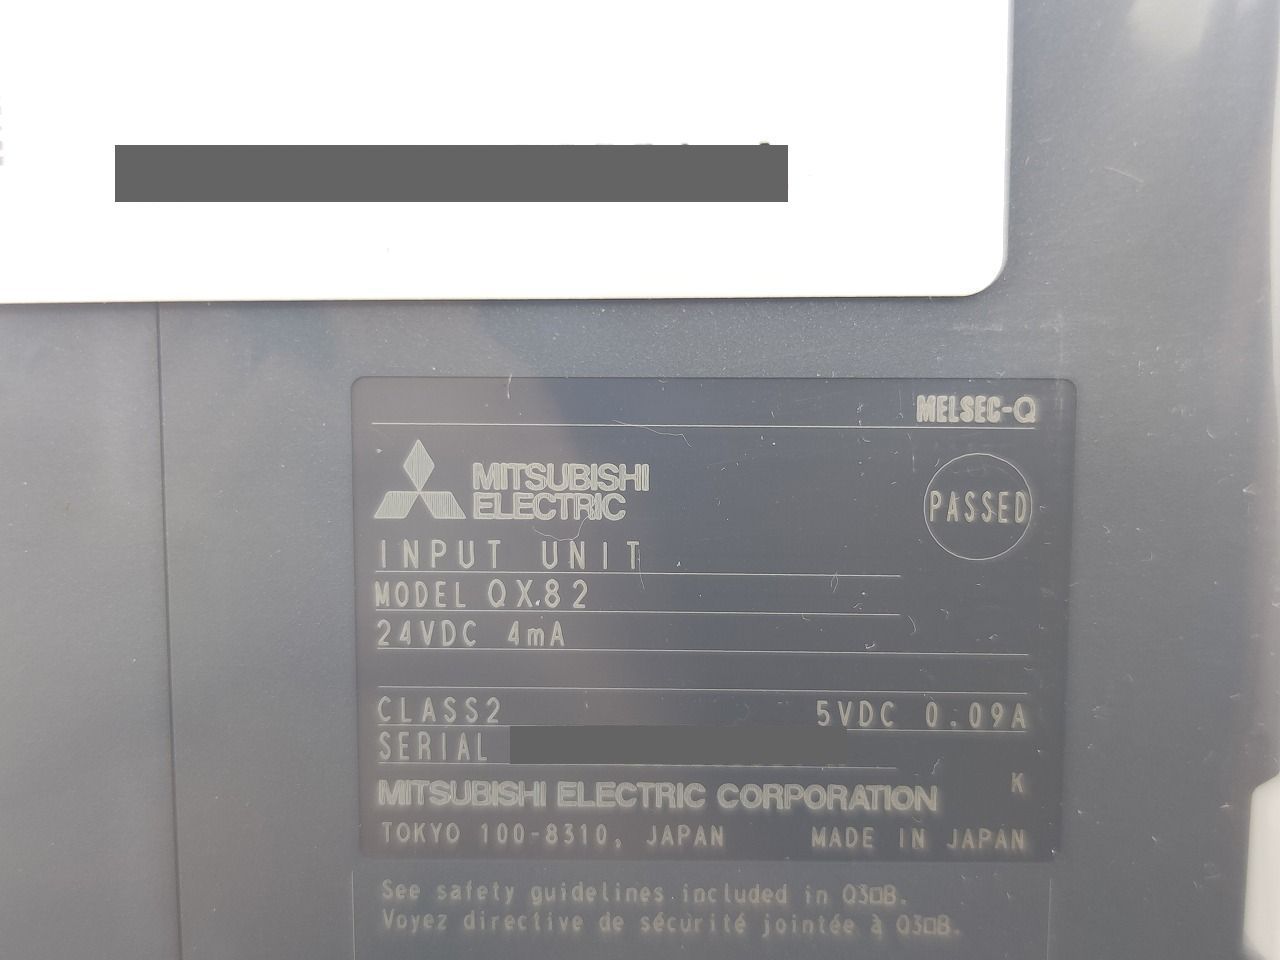 MELSEC-Q
MITSUBISHI
ELECTRIC
PASSED
INPUT UNIT
MODEL QX82
24VDC 4mA
CLASS2 5VDC 0.09A
SERIAL
K
MITSUBISHI ELECTRIC CORPORATION
TOKYO 100-8310, JAPAN MADE IN JAPAN
See safety guidelines included in Q3□B.
Voyez directive de sécurité jointée à Q3□B.